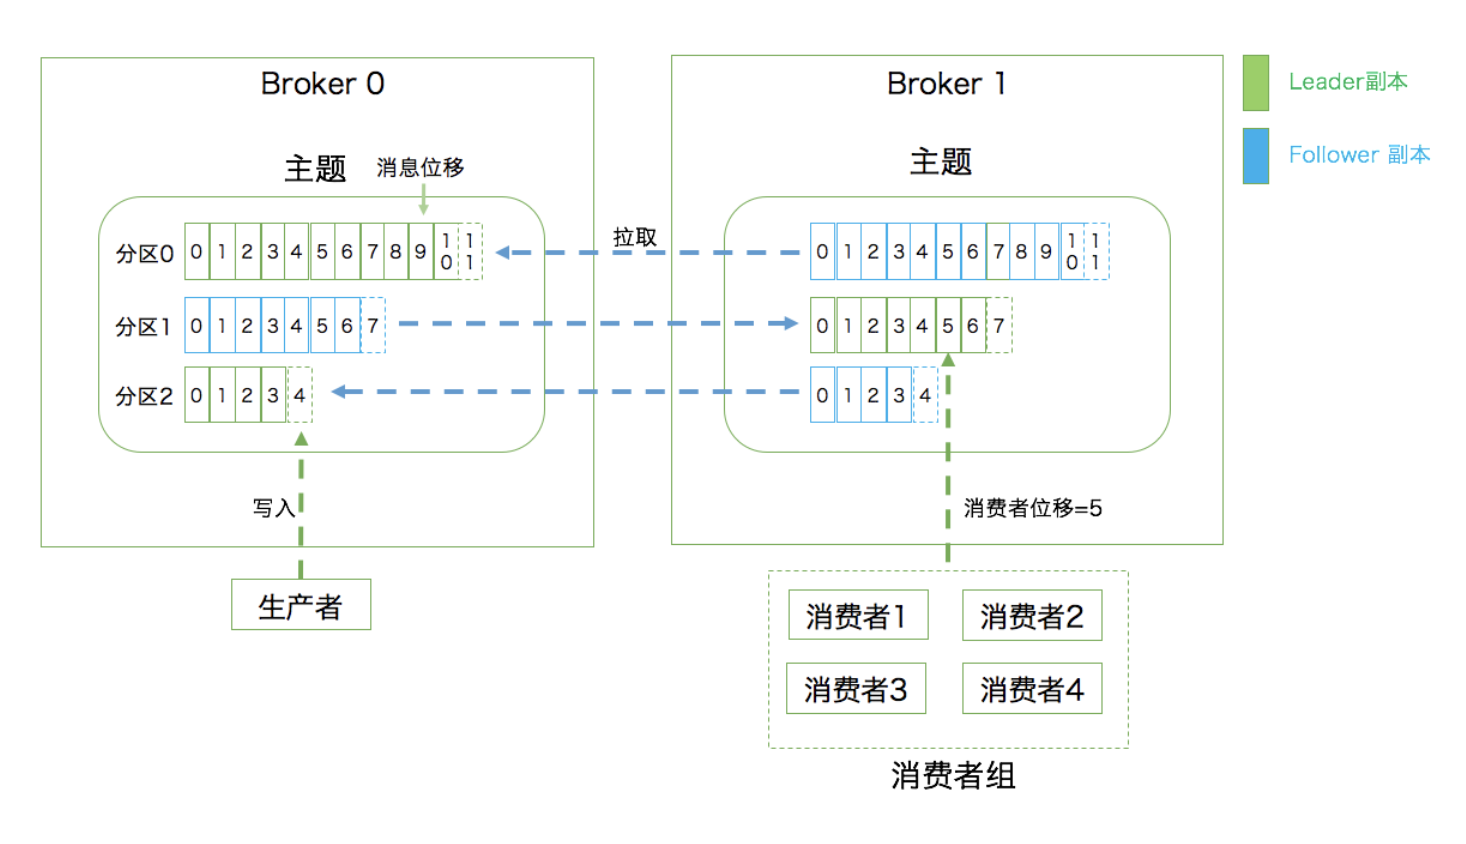 Broker 0
主题
消息位移
分区0 0 1 2 3 4 5 6 7 8 9 10 11
分区1 0 1 2 3 4 5 6 7
分区2 0 1 2 3 4
写入
生产者
拉取
Broker 1
主题
0 1 2 3 4 5 6 7 8 9 10 11
0 1 2 3 4 5 6 7
0 1 2 3 4
消费者位移=5
消费者1 消费者2
消费者3 消费者4
消费者组
Leader副本
Follower 副本